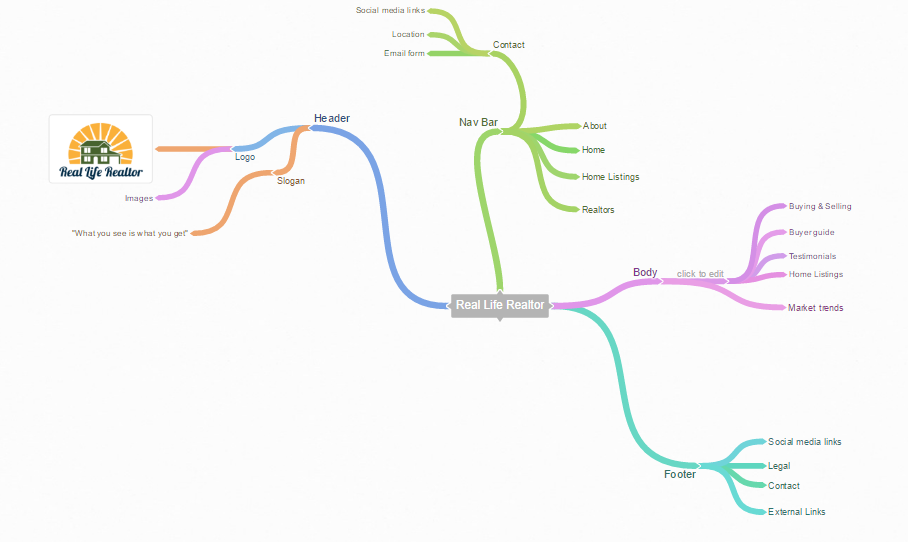 Social media links
Location
Email form
Contact
Header
Nav Bar
About
Home
Home Listings
Realtors
Real Life Realtor
Logo
Slogan
Images
"What you see is what you get"
Real Life Realtor
Body
click to edit
Buying & Selling
Buyer guide
Testimonials
Home Listings
Market trends
Footer
Social media links
Legal
Contact
External Links